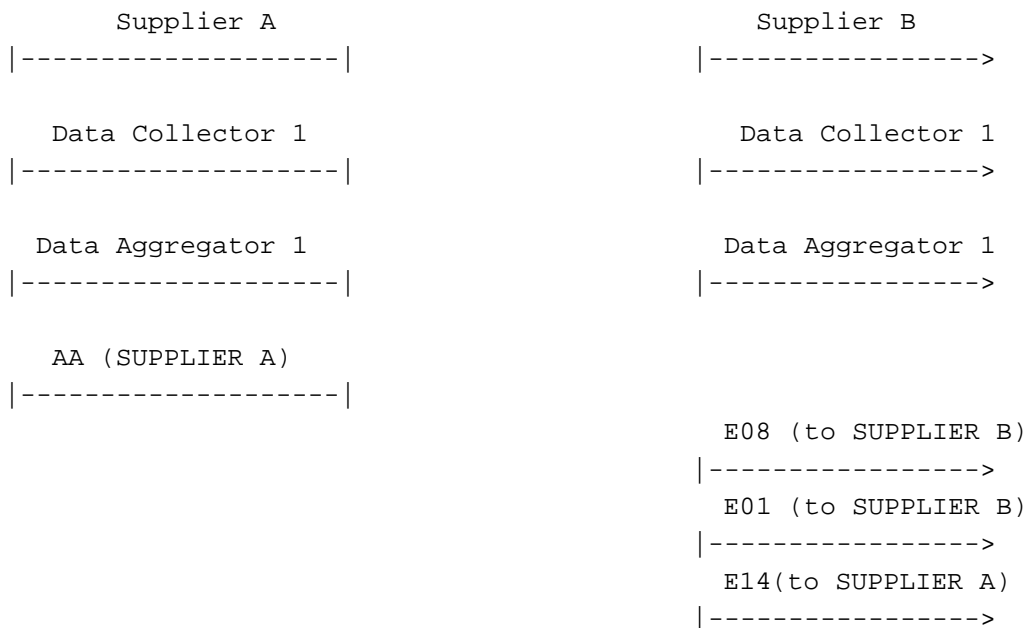 Supplier A Supplier B
|--------------------| |----------------->
Data Collector 1 Data Collector 1
|--------------------| |----------------->
Data Aggregator 1 Data Aggregator 1
|--------------------| |----------------->
AA (SUPPLIER A)
|--------------------|
E08 (to SUPPLIER B)
|----------------->
E01 (to SUPPLIER B)
|----------------->
E14(to SUPPLIER A)
|----------------->